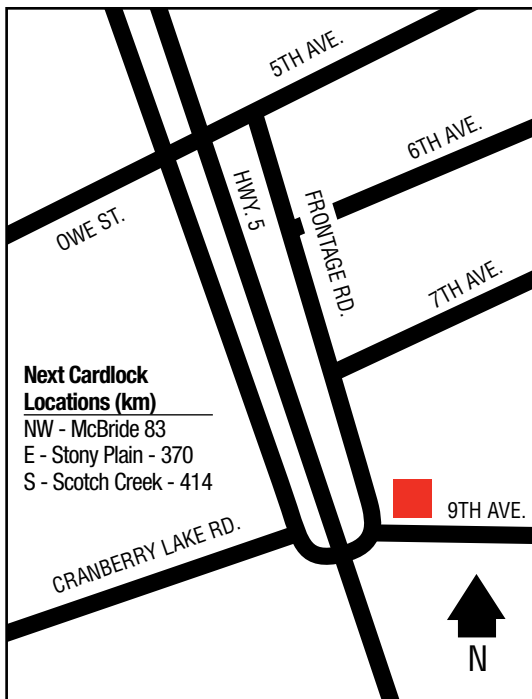 5TH AVE.
6TH AVE.
OWE ST.
HWY. 5
FRONTAGE RD.
7TH AVE.
Next Cardlock
Locations (km)
NW - McBride 83
E - Stony Plain - 370
S - Scotch Creek - 414
9TH AVE.
CRANBERRY LAKE RD.
N